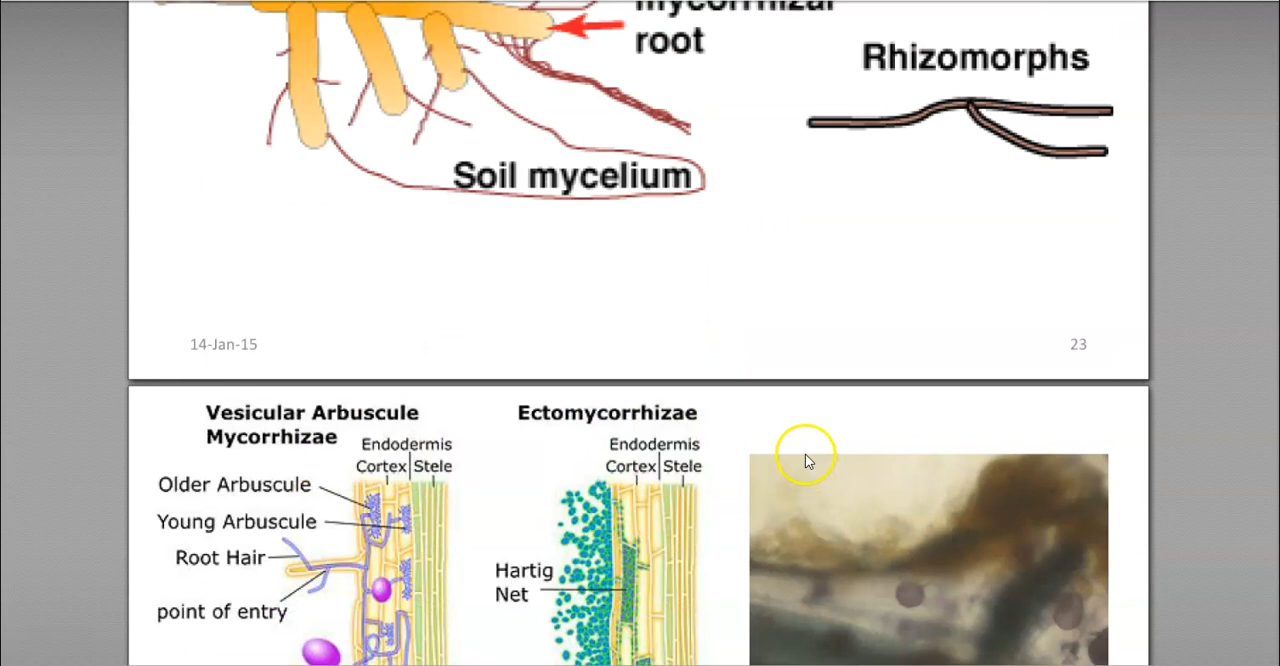 mycorrhizal
root
Rhizomorphs
Soil mycelium
14-Jan-15
23
Vesicular Arbuscule
Mycorrhizae
Endodermis
Cortex Stele
Older Arbuscule
Young Arbuscule
Root Hair
point of entry
Ectomycorrhizae
Endodermis
Cortex Stele
Hartig
Net